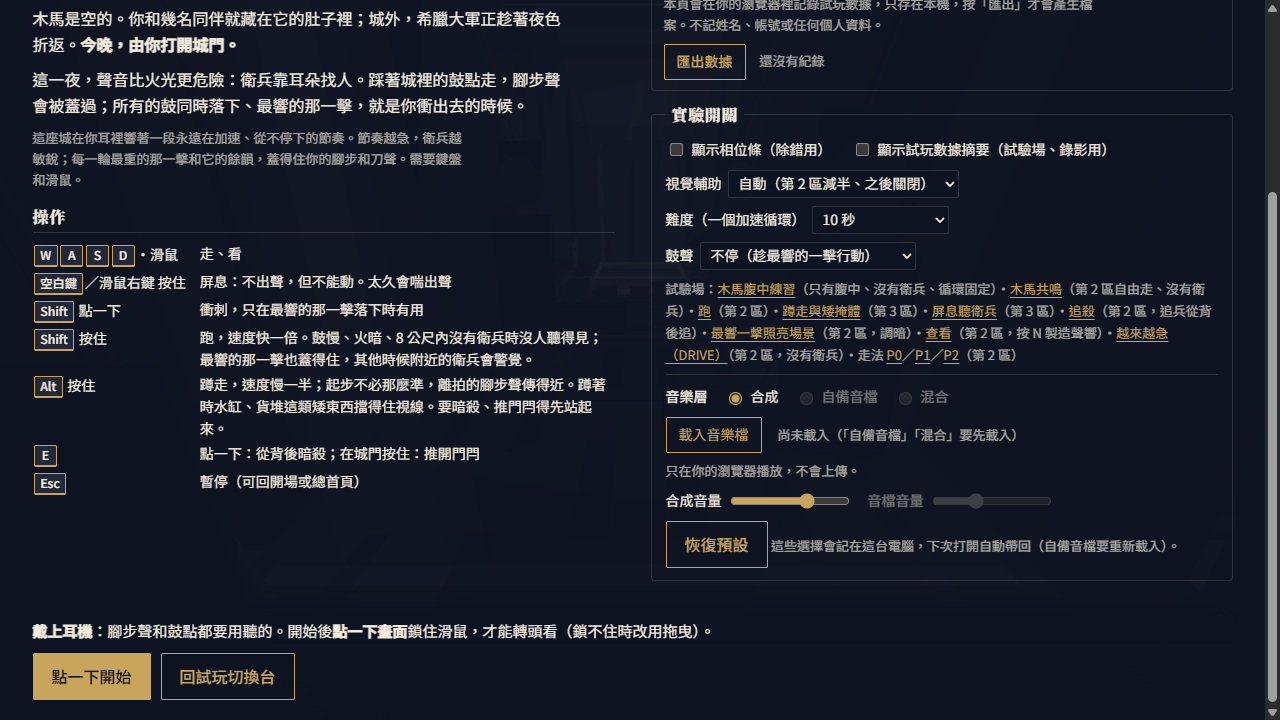 木馬是空的。你和幾名同伴就藏在它的肚子裡；城外，希臘大軍正趁著夜色
折返。今晚，由你打開城門。
這一夜，聲音比火光更危險：衛兵靠耳朵找人。踩著城裡的鼓點走，腳步聲
會被蓋過；所有的鼓同時落下、最響的那一擊，就是你衝出去的時候。
這座城在你耳裡響著一段永遠在加速、從不停下的節奏。節奏越急，衛兵越
敏銳；每一輪最重的那一擊和它的餘韻，蓋得住你的腳步和刀聲。需要鍵盤
和滑鼠。
操作
W A S D・滑鼠 走、看
空白鍵／滑鼠右鍵 按住 屏息：不出聲，但不能動。太久會喘出聲
Shift 點一下 衝刺，只在最響的那一擊落下時有用
Shift 按住 跑，速度快一倍。鼓慢、火暗、8 公尺內沒有衛兵時沒人聽得見；
最響的那一擊也蓋得住，其他時候附近的衛兵會警覺。
Alt 按住 蹲走，速度慢一半；起步不必那麼準，離拍的腳步聲傳得近。蹲著
時水缸、貨堆這類矮東西擋得住視線。要暗殺、推門閂得先站起
來。
E 點一下：從背後暗殺；在城門按住：推開門閂
Esc 暫停（可回開場或總首頁）
本頁會在你的瀏覽器裡記錄試玩數據，只存在本機，按「匯出」才會產生檔
案。不記姓名、帳號或任何個人資料。
匯出數據 還沒有紀錄
實驗開關
顯示相位條（除錯用） 顯示試玩數據摘要（試驗場、錄影用）
視覺輔助 自動（第 2 區減半、之後關閉）
難度（一個加速循環） 10 秒
鼓聲 不停（趁最響的一擊行動）
試驗場：木馬腹中練習（只有腹中、沒有衛兵、循環固定）・木馬共鳴（第 2 區自由走、沒有衛
兵）・跑（第 2 區）・蹲走與矮掩體（第 3 區）・屏息聽衛兵（第 3 區）・追殺（第 2 區，追兵從背
後追）・最響一擊照亮場景（第 2 區，調暗）・查看（第 2 區，按 N 製造聲響）・越來越急
（DRIVE）（第 2 區，沒有衛兵）・走法 P0／P1／P2（第 2 區）
音樂層 合成 自備音檔 混合
載入音樂檔 尚未載入（「自備音檔」「混合」要先載入）
只在你的瀏覽器播放，不會上傳。
合成音量 音檔音量
恢復預設 這些選擇會記在這台電腦，下次打開自動帶回（自備音檔要重新載入）。
戴上耳機：腳步聲和鼓點都要用聽的。開始後點一下畫面鎖住滑鼠，才能轉頭看（鎖不住時改用拖曳）。
點一下開始 回試玩切換台